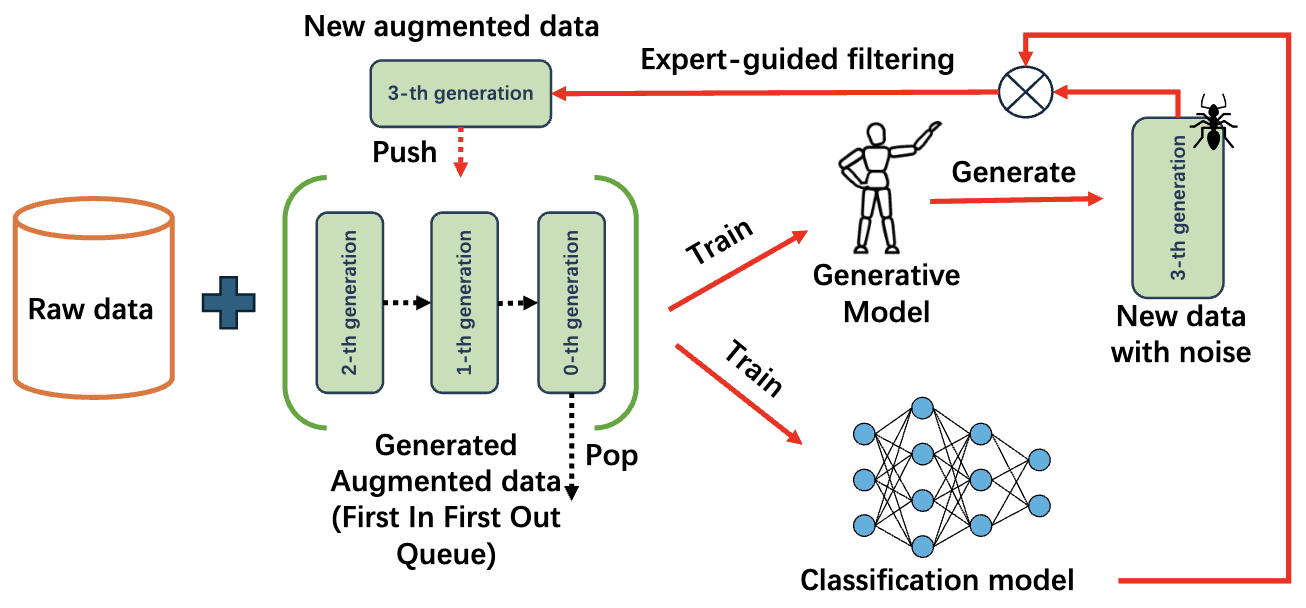 New augmented data
3-th generation
Expert-guided filtering
Push
Raw data
2-th generation
1-th generation
0-th generation
Generated
Augmented data
(First In First Out
Queue)
Pop
Train
Train
Generative
Model
Generate
3-th generation
New data
with noise
Classification model